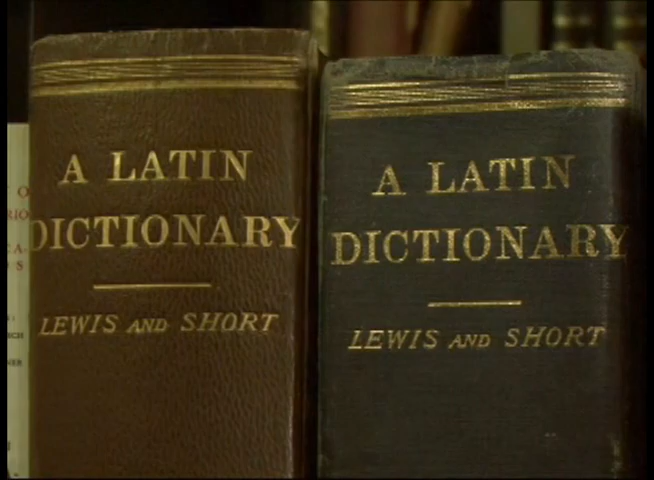 A LATIN
DICTIONARY
LEWIS AND SHORT
A LATIN
DICTIONARY
LEWIS AND SHORT